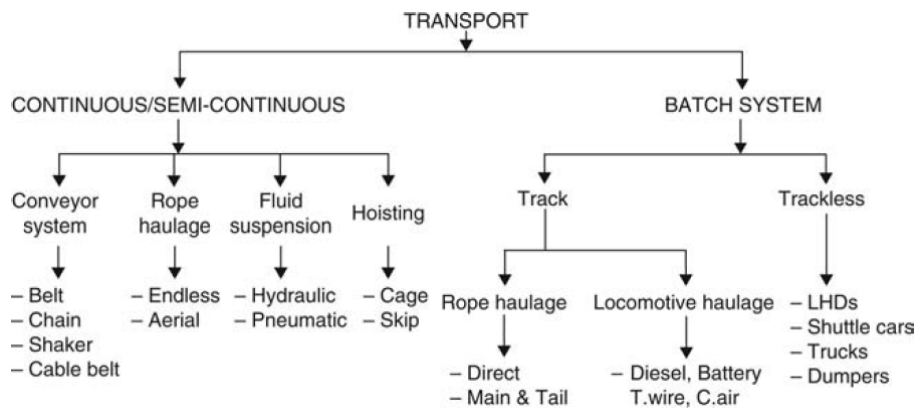 TRANSPORT
CONTINUOUS/SEMI-CONTINUOUS
BATCH SYSTEM
Conveyor
system
Rope
haulage
Fluid
suspension
Hoisting
Track
Trackless
– Belt
– Chain
– Shaker
– Cable belt
– Endless
– Aerial
– Hydraulic
– Pneumatic
– Cage
– Skip
Rope haulage
Locomotive haulage
– Direct
– Main & Tail
– Diesel, Battery
T.wire, C.air
– LHDs
– Shuttle cars
– Trucks
– Dumpers